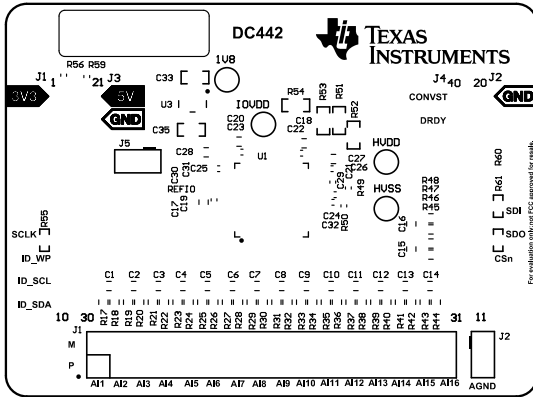 DC442
TEXAS
INSTRUMENTS
J1
R56 R59
1 21
J3
3V3
5V
GND
C33
1V8
U3
C35
IOVDD
R54
R53
R51
R52
C18
C20
C23
C22
J4 40
20 J2
CONVST
DRDY
GND
J5
C28
C31
C30
C25
U1
C27
C26
C21
C29
R49
HVDD
HVSS
REFIO
C17
C19
C24
C32
R50
R48
R47
R46
R45
C16
C15
R60
R61
SDI
SDO
CSn
For evaluation only; not FCC approved for resale.
R55
SCLK
ID_WP
ID_SCL
ID_SDA
C1 C2 C3 C4 C5 C6 C7 C8 C9 C10 C11 C12 C13 C14
R17 R18 R19 R20 R21 R22 R23 R24 R25 R26 R27 R28 R29 R30 R31 R32 R33 R34 R35 R36 R37 R38 R39 R40 R41 R42 R43 R44
10 30
31 11
J1
M
P
J2
AI1 AI2 AI3 AI4 AI5 AI6 AI7 AI8 AI9 AI10 AI11 AI12 AI13 AI14 AI15 AI16
AGND